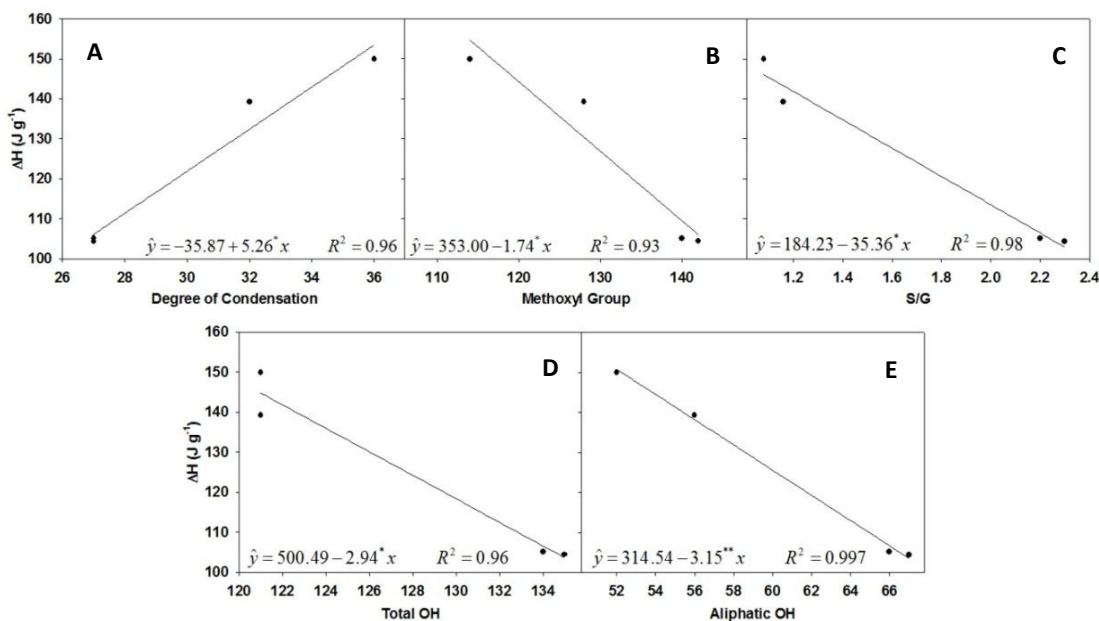 160
150
140
130
120
110
100
ΔH (J g⁻¹)
A
B
C
ŷ = −35.87 + 5.26* x R² = 0.96
ŷ = 353.00 − 1.74* x R² = 0.93
ŷ = 184.23 − 35.36* x R² = 0.98
26 28 30 32 34 36
110 120 130 140
1.2 1.4 1.6 1.8 2.0 2.2 2.4
Degree of Condensation
Methoxyl Group
S/G
160
150
140
130
120
110
100
ΔH (J g⁻¹)
D
E
ŷ = 500.49 − 2.94* x R² = 0.96
ŷ = 314.54 − 3.15** x R² = 0.997
120 122 124 126 128 130 132 134
52 54 56 58 60 62 64 66
Total OH
Aliphatic OH